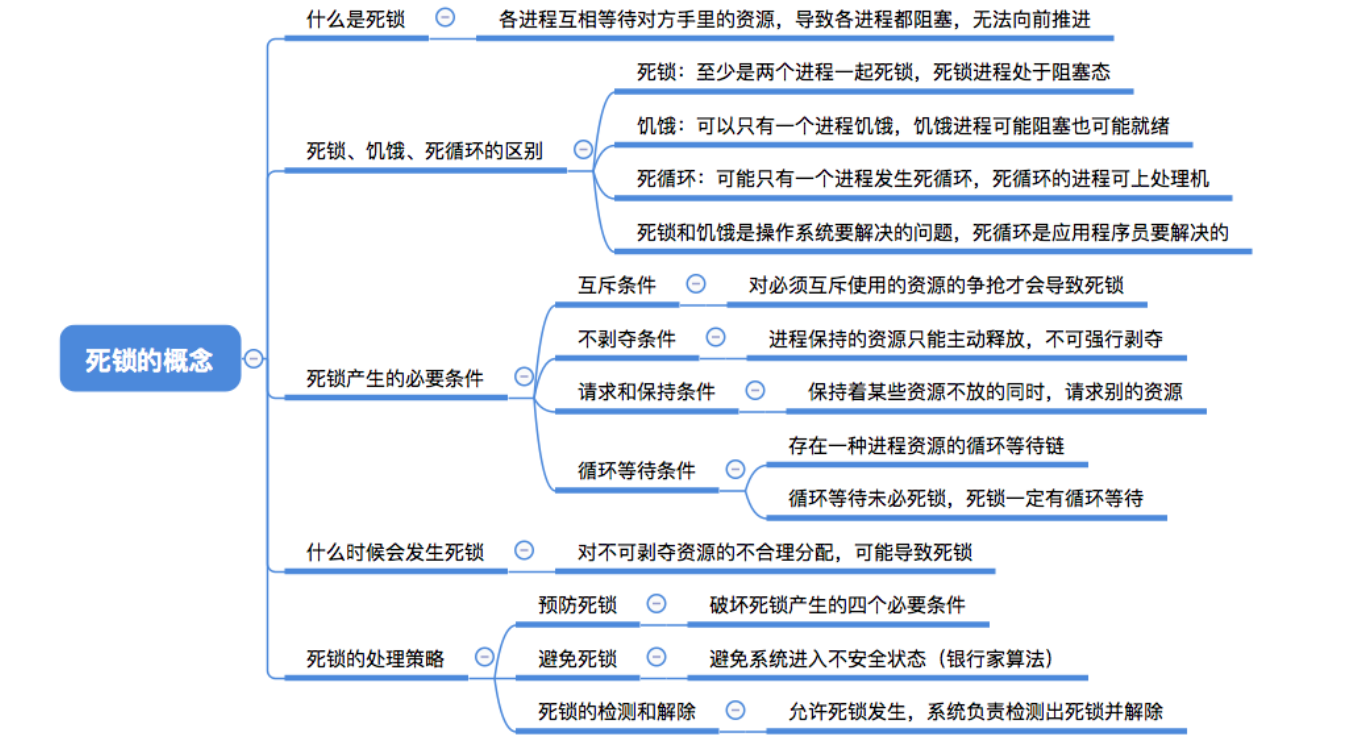 什么是死锁
各进程互相等待对方手里的资源，导致各进程都阻塞，无法向前推进
死锁：至少是两个进程一起死锁，死锁进程处于阻塞态
饥饿：可以只有一个进程饥饿，饥饿进程可能阻塞也可能就绪
死锁、饥饿、死循环的区别
死循环：可能只有一个进程发生死循环，死循环的进程可上处理机
死锁和饥饿是操作系统要解决的问题，死循环是应用程序员要解决的
互斥条件
对必须互斥使用的资源的争抢才会导致死锁
不剥夺条件
进程保持的资源只能主动释放，不可强行剥夺
死锁的概念
死锁产生的必要条件
请求和保持条件
保持着某些资源不放的同时，请求别的资源
循环等待条件
存在一种进程资源的循环等待链
循环等待未必死锁，死锁一定有循环等待
什么时候会发生死锁
对不可剥夺资源的不合理分配，可能导致死锁
预防死锁
破坏死锁产生的四个必要条件
死锁的处理策略
避免死锁
避免系统进入不安全状态（银行家算法）
死锁的检测和解除
允许死锁发生，系统负责检测出死锁并解除